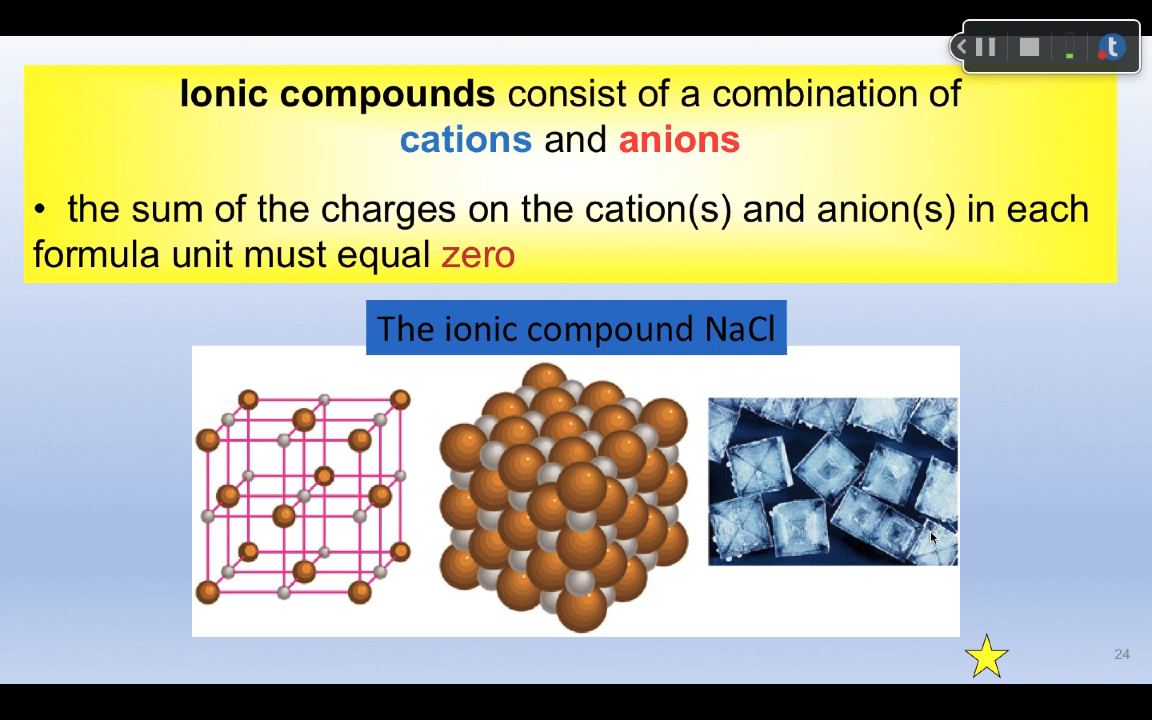 Ionic compounds consist of a combination of
cations and anions
• the sum of the charges on the cation(s) and anion(s) in each
formula unit must equal zero
The ionic compound NaCl
24
t